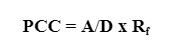 PCC = A/D x Rf